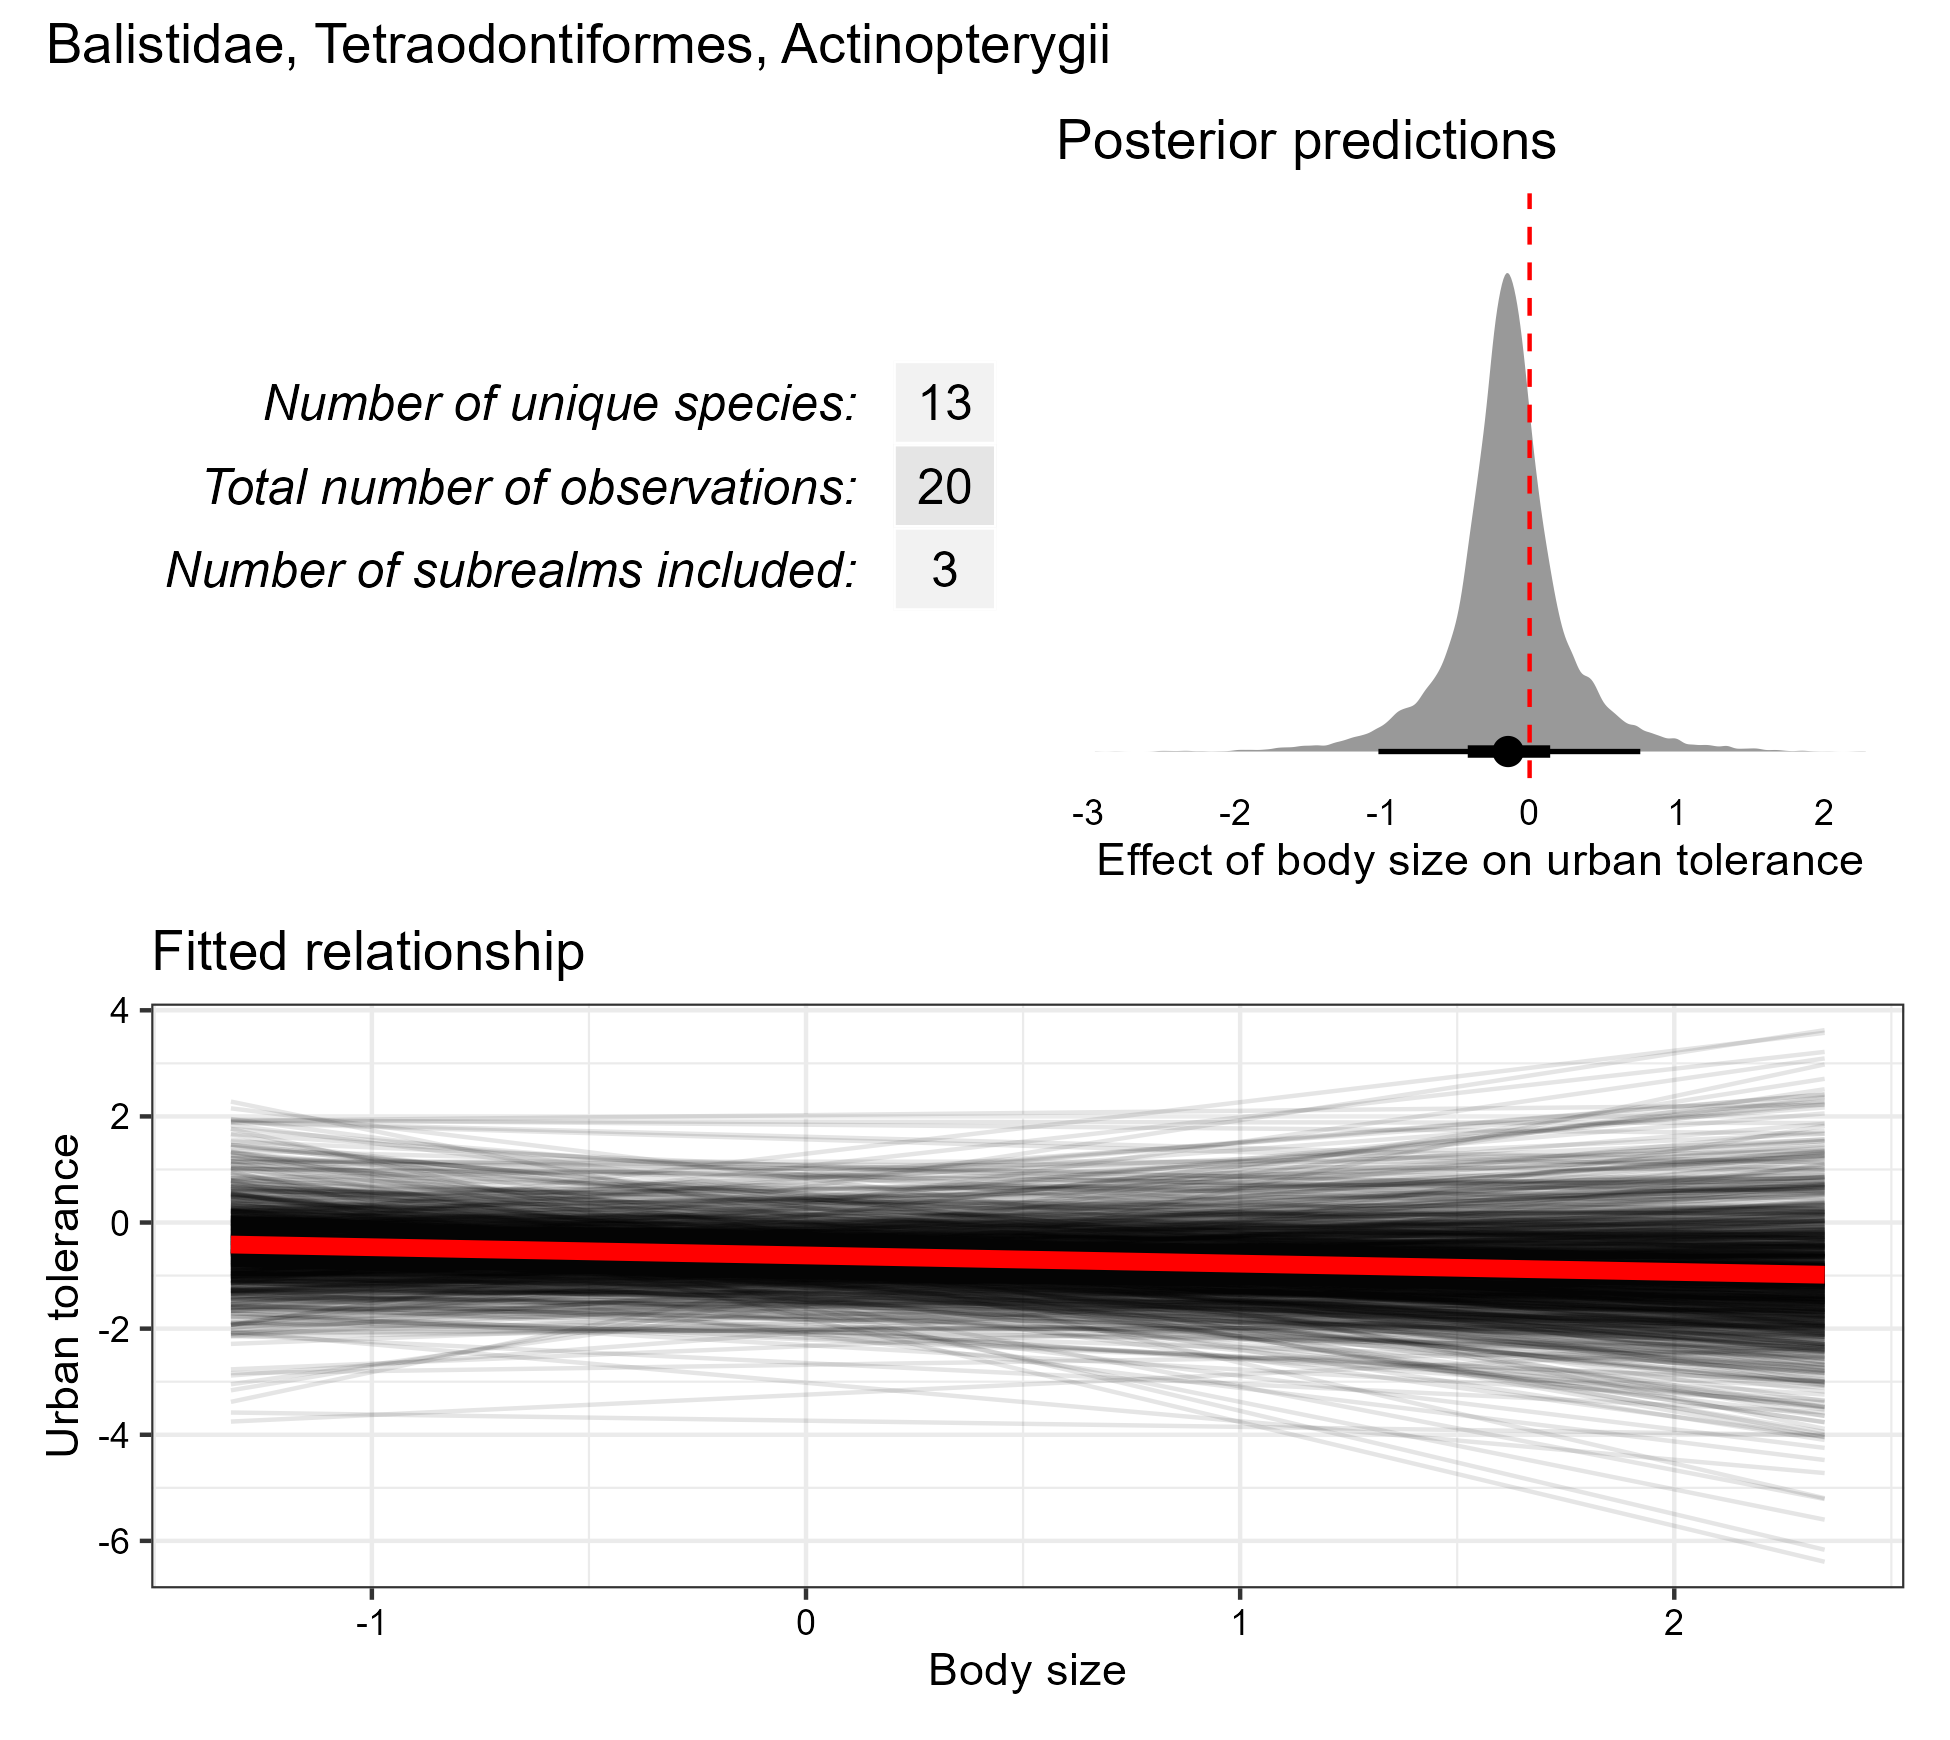 Balistidae, Tetraodontiformes, Actinopterygii
Number of unique species: 13
Total number of observations: 20
Number of subrealms included: 3
Posterior predictions
-3 -2 -1 0 1 2
Effect of body size on urban tolerance
Fitted relationship
4
2
0
-2
-4
-6
Urban tolerance
-1 0 1 2
Body size